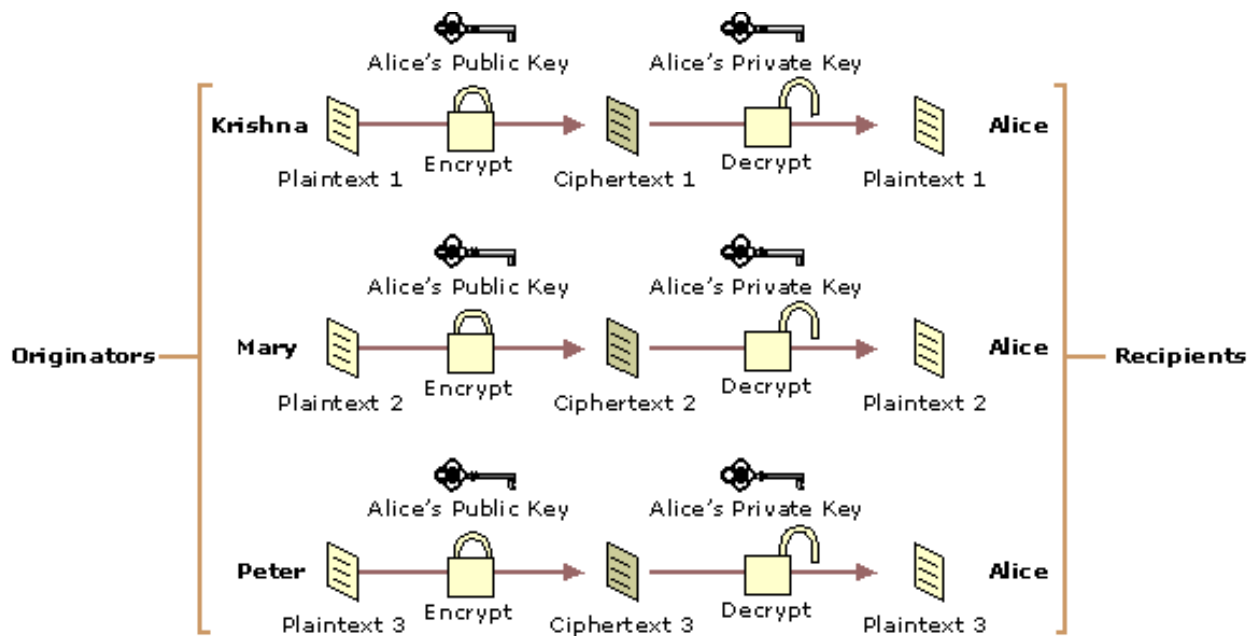 Alice's Public Key Alice's Private Key
Krishna Alice
Encrypt Decrypt
Plaintext 1 Ciphertext 1 Plaintext 1
Alice's Public Key Alice's Private Key
Originators Mary Alice Recipients
Encrypt Decrypt
Plaintext 2 Ciphertext 2 Plaintext 2
Alice's Public Key Alice's Private Key
Peter Alice
Encrypt Decrypt
Plaintext 3 Ciphertext 3 Plaintext 3